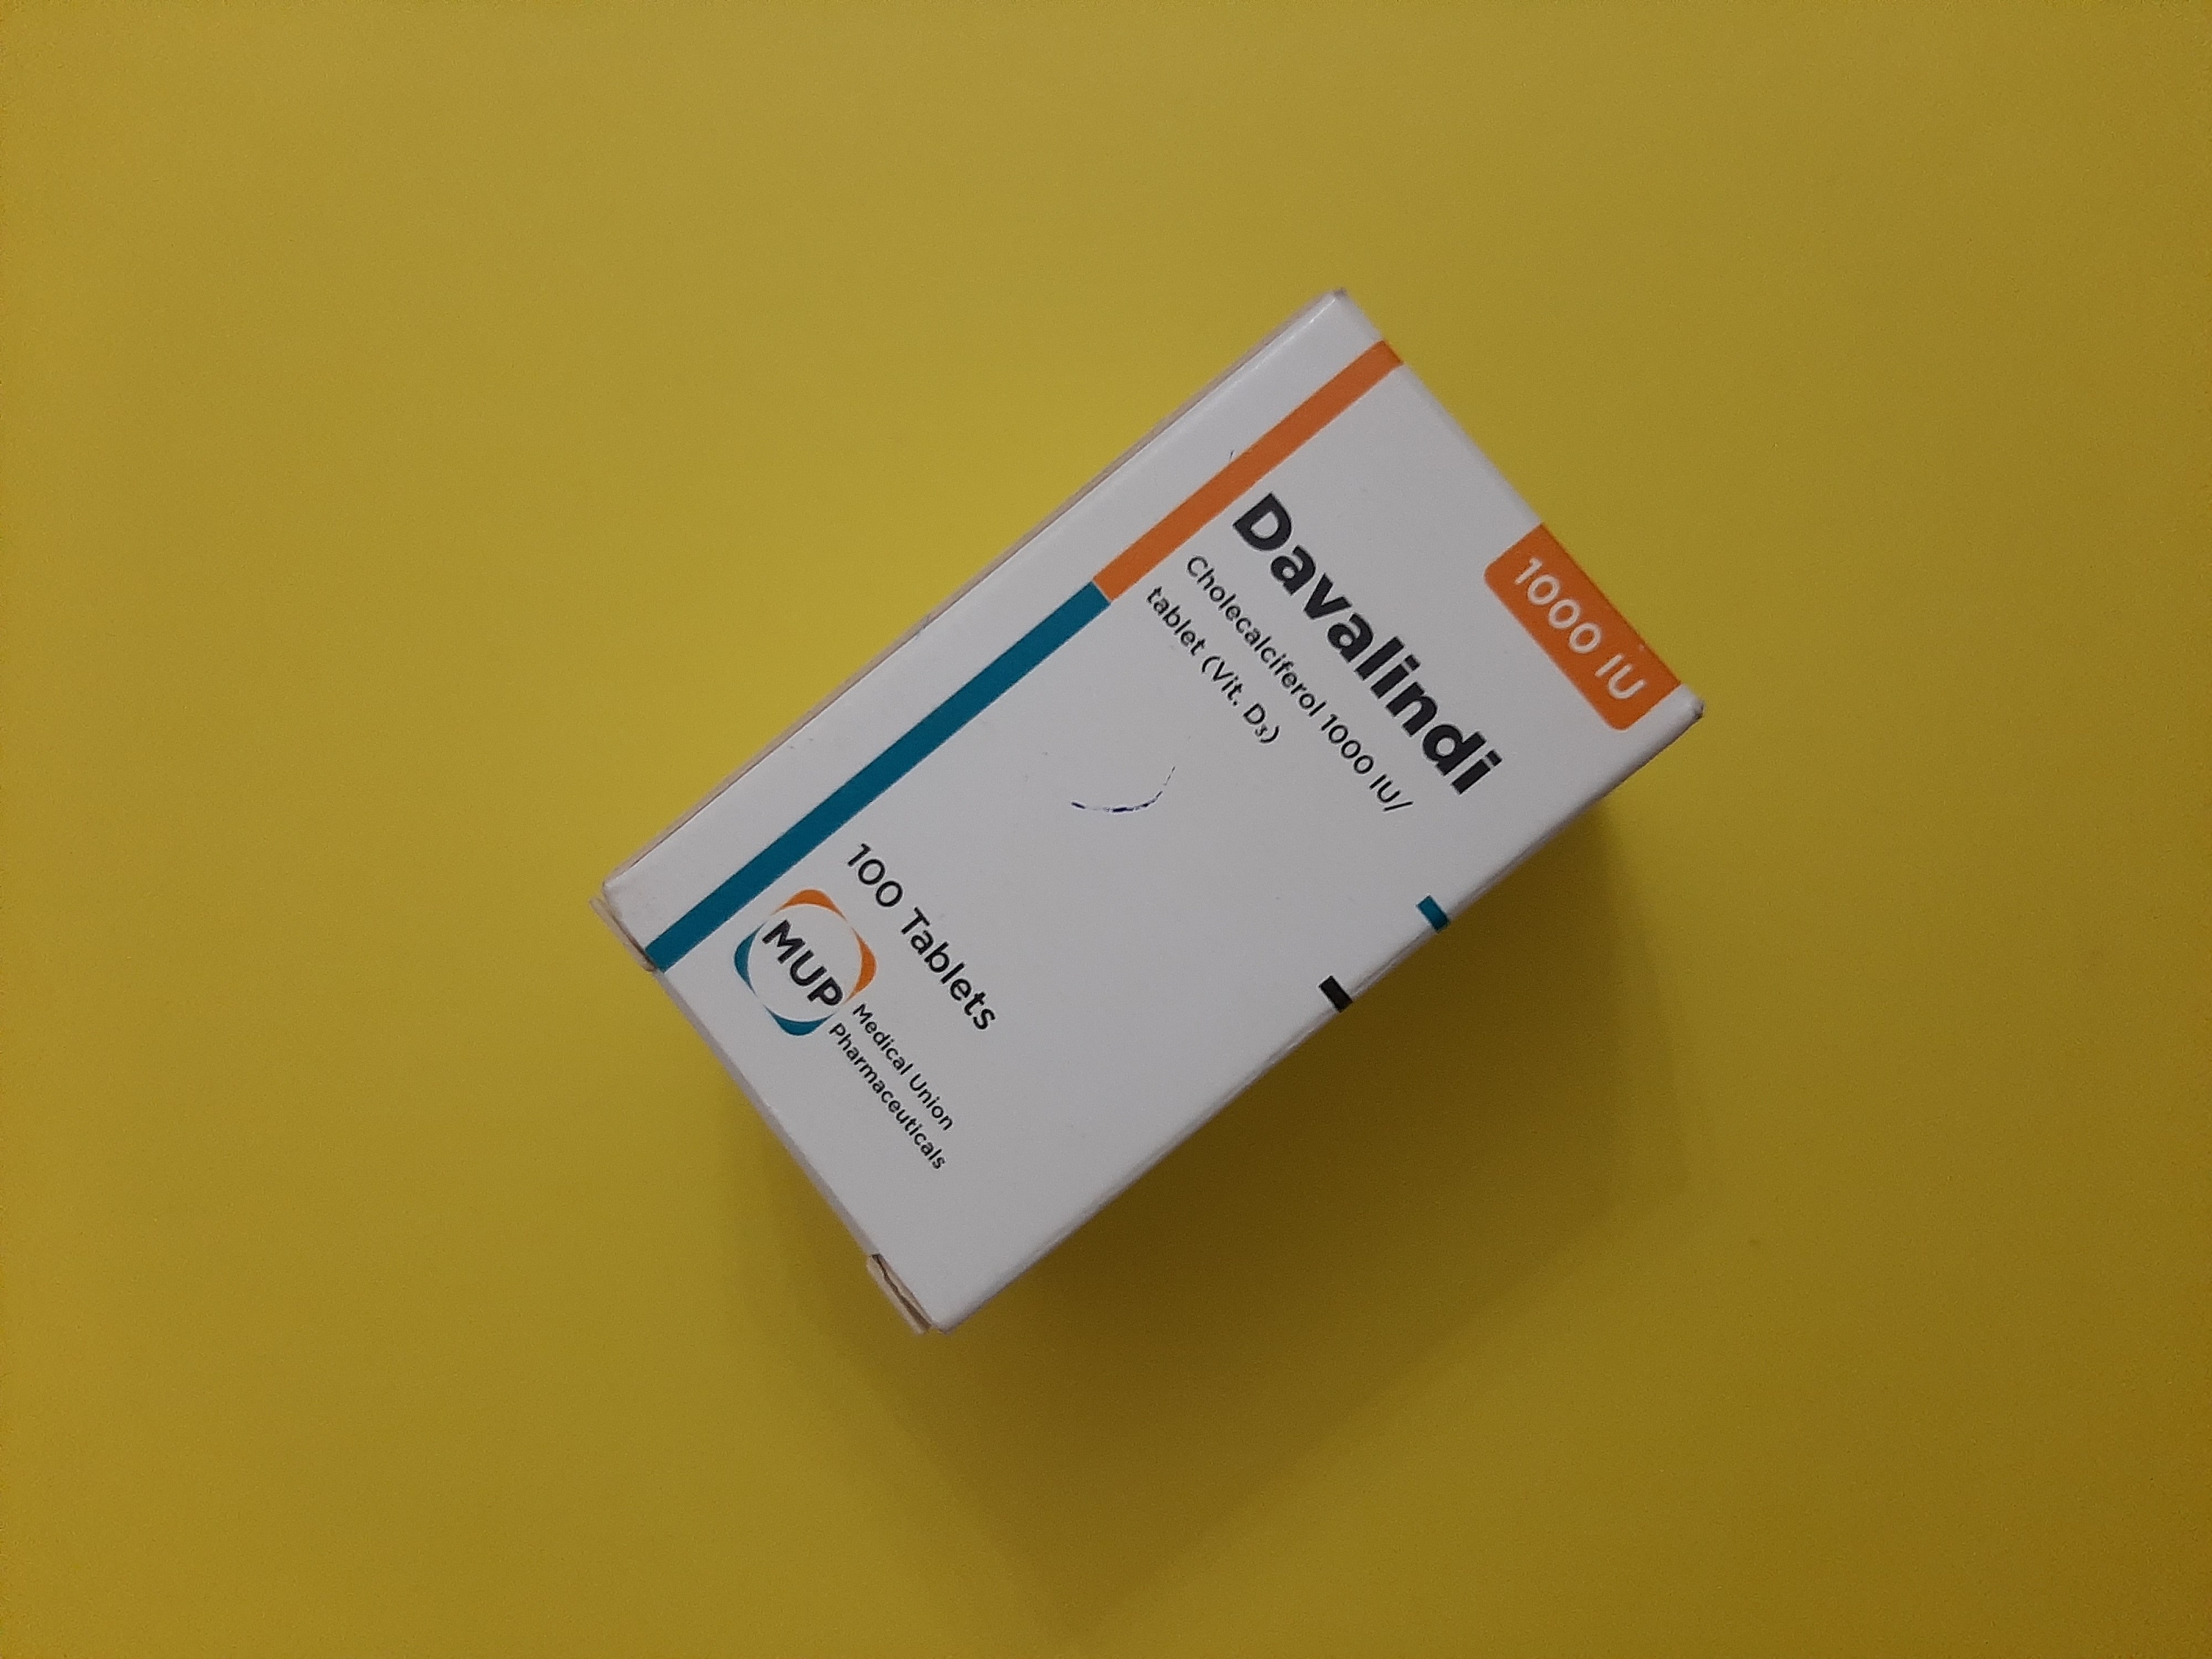 1000 IU
Davalindi
Cholecalciferol 1000 IU/
tablet (Vit. D₃)
100 Tablets
MUP
Medical Union
Pharmaceuticals